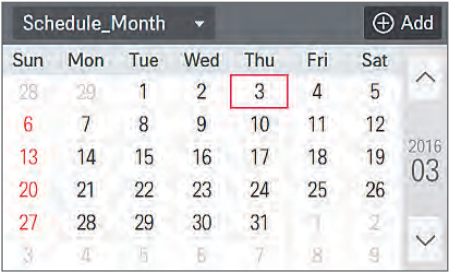 Schedule_Month Add
Sun Mon Tue Wed Thu Fri Sat
28 29 1 2 3 4 5
6 7 8 9 10 11 12
13 14 15 16 17 18 19 2016
20 21 22 23 24 25 26 03
27 28 29 30 31 1 2
3 4 5 6 7 8 9